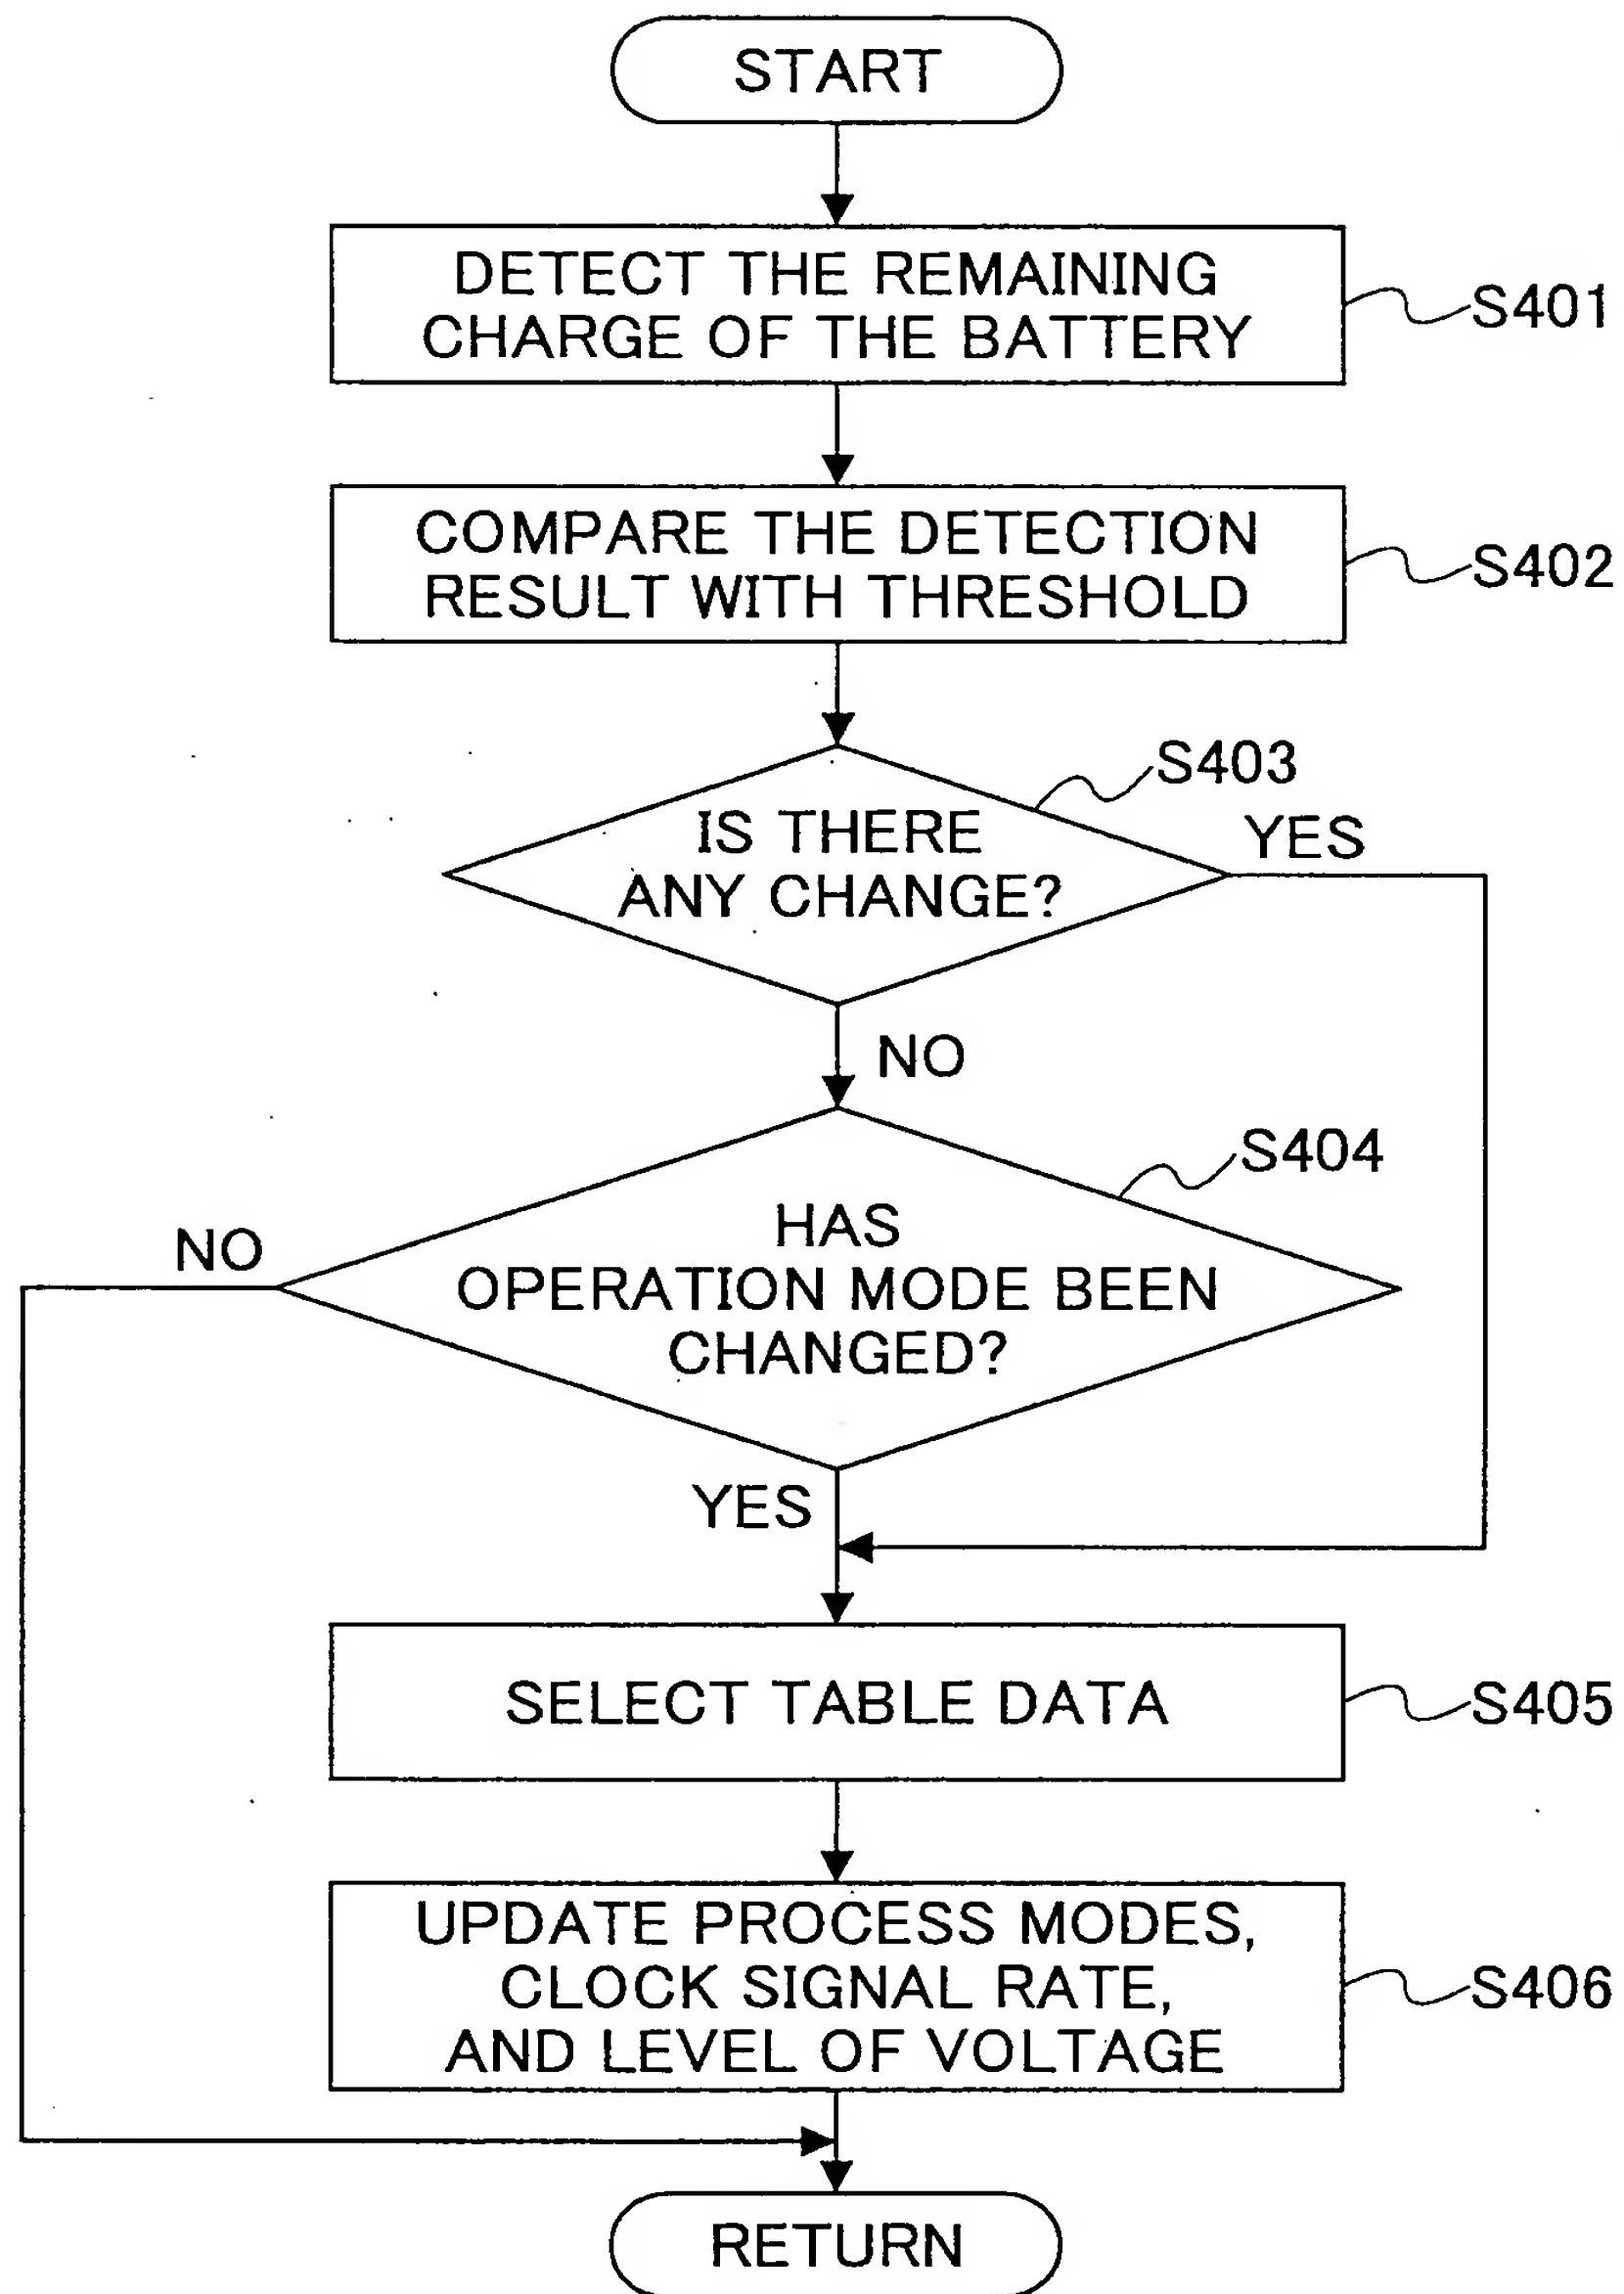 START
DETECT THE REMAINING
CHARGE OF THE BATTERY
S401
COMPARE THE DETECTION
RESULT WITH THRESHOLD
S402
S403
IS THERE
ANY CHANGE?
YES
NO
S404
HAS
OPERATION MODE BEEN
CHANGED?
NO
YES
SELECT TABLE DATA
S405
UPDATE PROCESS MODES,
CLOCK SIGNAL RATE,
AND LEVEL OF VOLTAGE
S406
RETURN